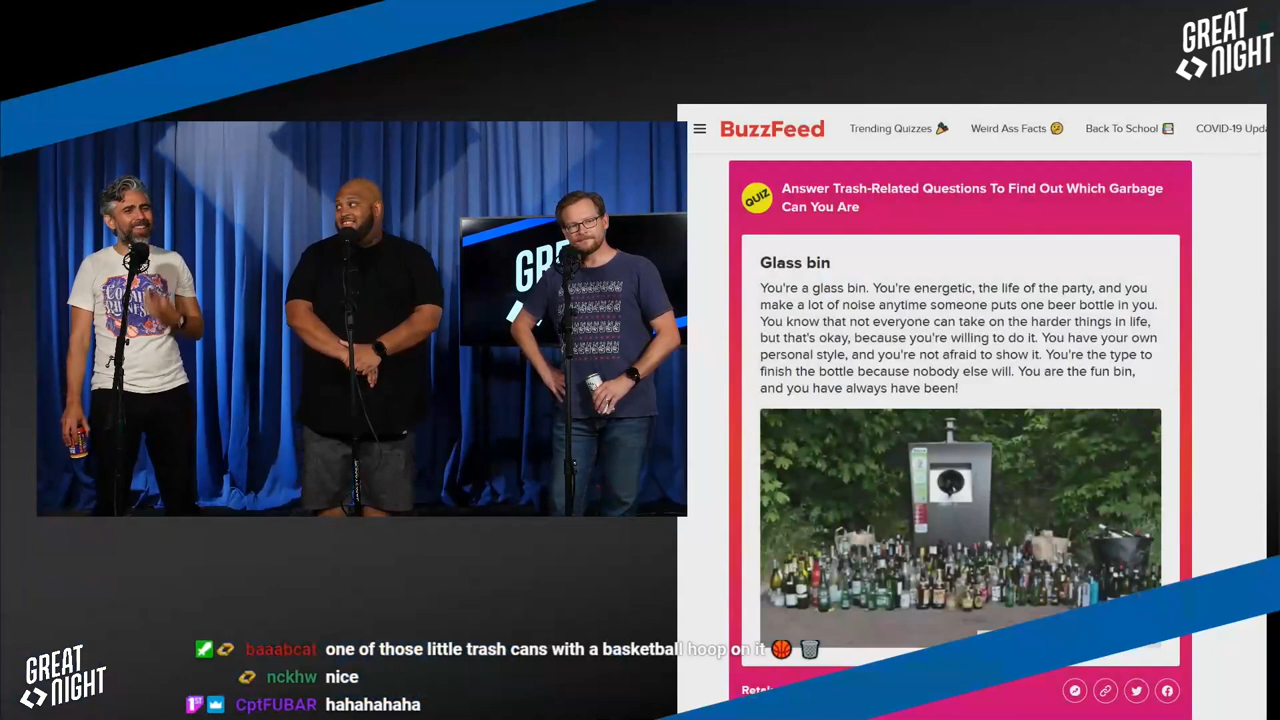 GREAT
NIGHT
BuzzFeed
Trending Quizzes
Weird Ass Facts
Back To School
QUIZ
Answer Trash-Related Questions To Find Out Which Garbage
Can You Are
Glass bin
You're a glass bin. You're energetic, the life of the party, and you
make a lot of noise anytime someone puts one beer bottle in you.
You know that not everyone can take on the harder things in life,
but that's okay, because you're willing to do it. You have your own
personal style, and you're not afraid to show it. You're the type to
finish the bottle because nobody else will. You are the fun bin,
and you have always have been!
baaabcat one of those little trash cans with a basketball hoop on it
nckhw nice
1ST CptFUBAR hahahahaha
GREAT
NIGHT